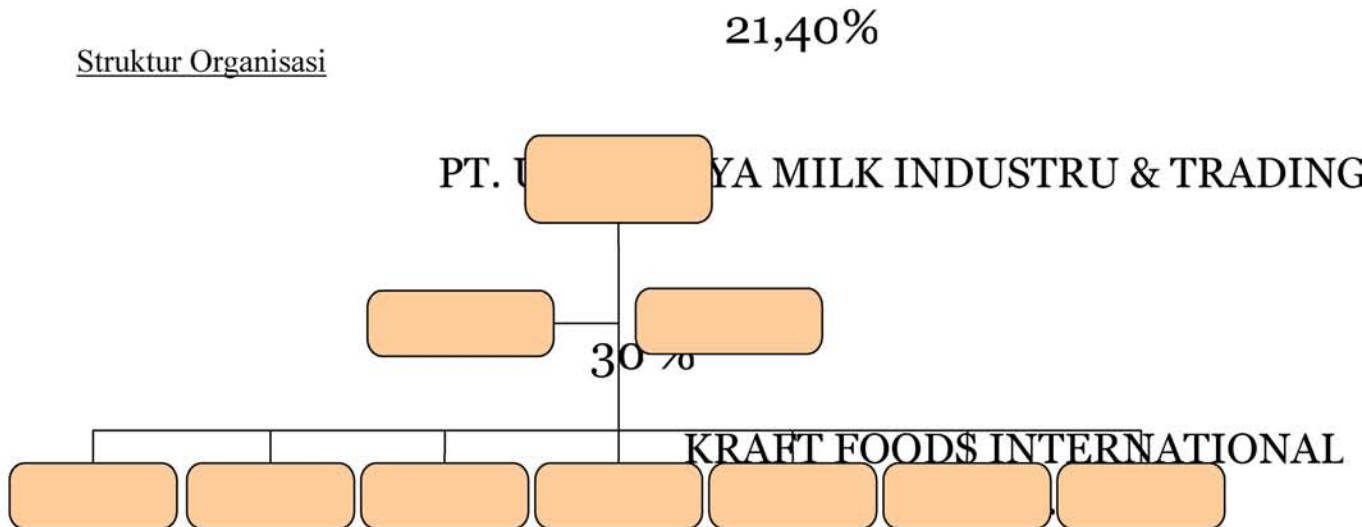 21,40%
Struktur Organisasi
PT. YA MILK INDUSTRU & TRADING
30 %
KRAFT FOODS INTERNATIONAL